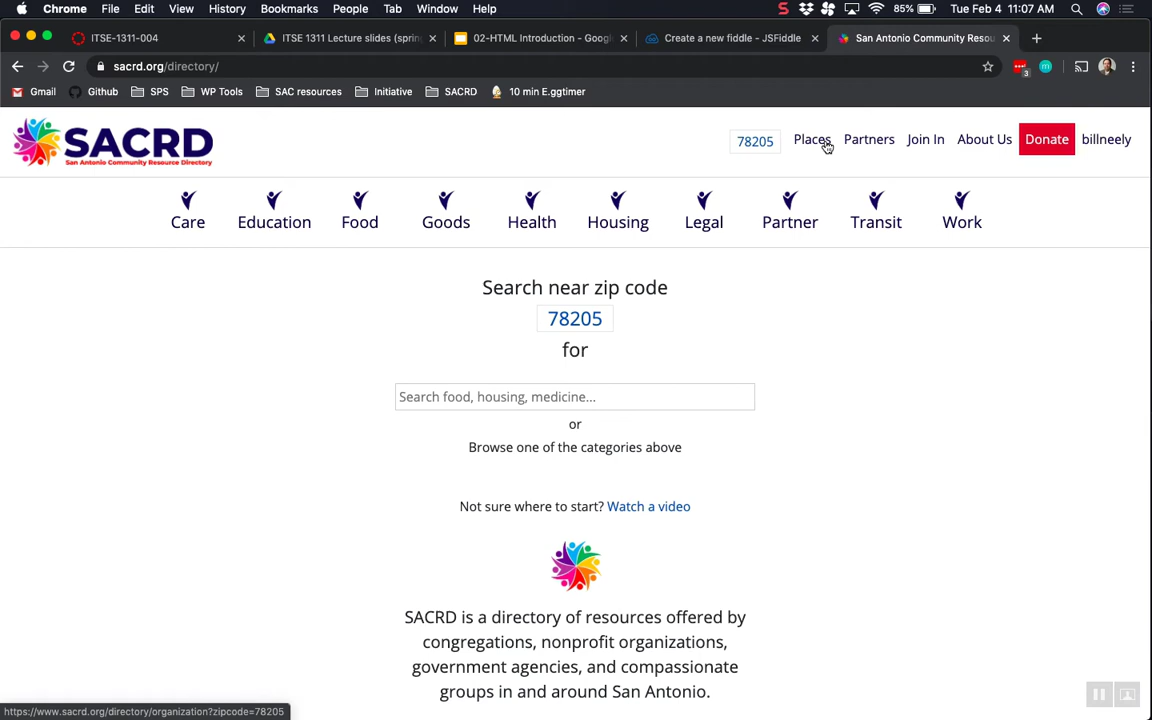 Chrome File Edit View History Bookmarks People Tab Window Help 85% Tue Feb 4 11:07 AM
ITSE-1311-004 ITSE 1311 Lecture slides (sprin 02-HTML Introduction - Google Create a new fiddle - JSFiddle San Antonio Community Resou
sacrd.org/directory/ 3
Gmail Github SPS WP Tools SAC resources Initiative SACRD 10 min E.ggtimer
SACRD
San Antonio Community Resource Directory
78205 Places Partners Join In About Us Donate billneely
Care Education Food Goods Health Housing Legal Partner Transit Work
Search near zip code
78205
for
Search food, housing, medicine...
or
Browse one of the categories above
Not sure where to start? Watch a video
SACRD is a directory of resources offered by
congregations, nonprofit organizations,
government agencies, and compassionate
groups in and around San Antonio.
https://www.sacrd.org/directory/organization?zipcode=78205